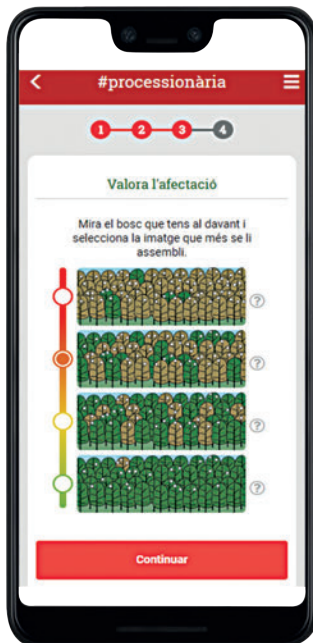 #processionària
1 2 3 4
Valora l'afectació
Mira el bosc que tens al davant i
selecciona la imatge que més se li
assembli.
?
?
?
?
Continuar